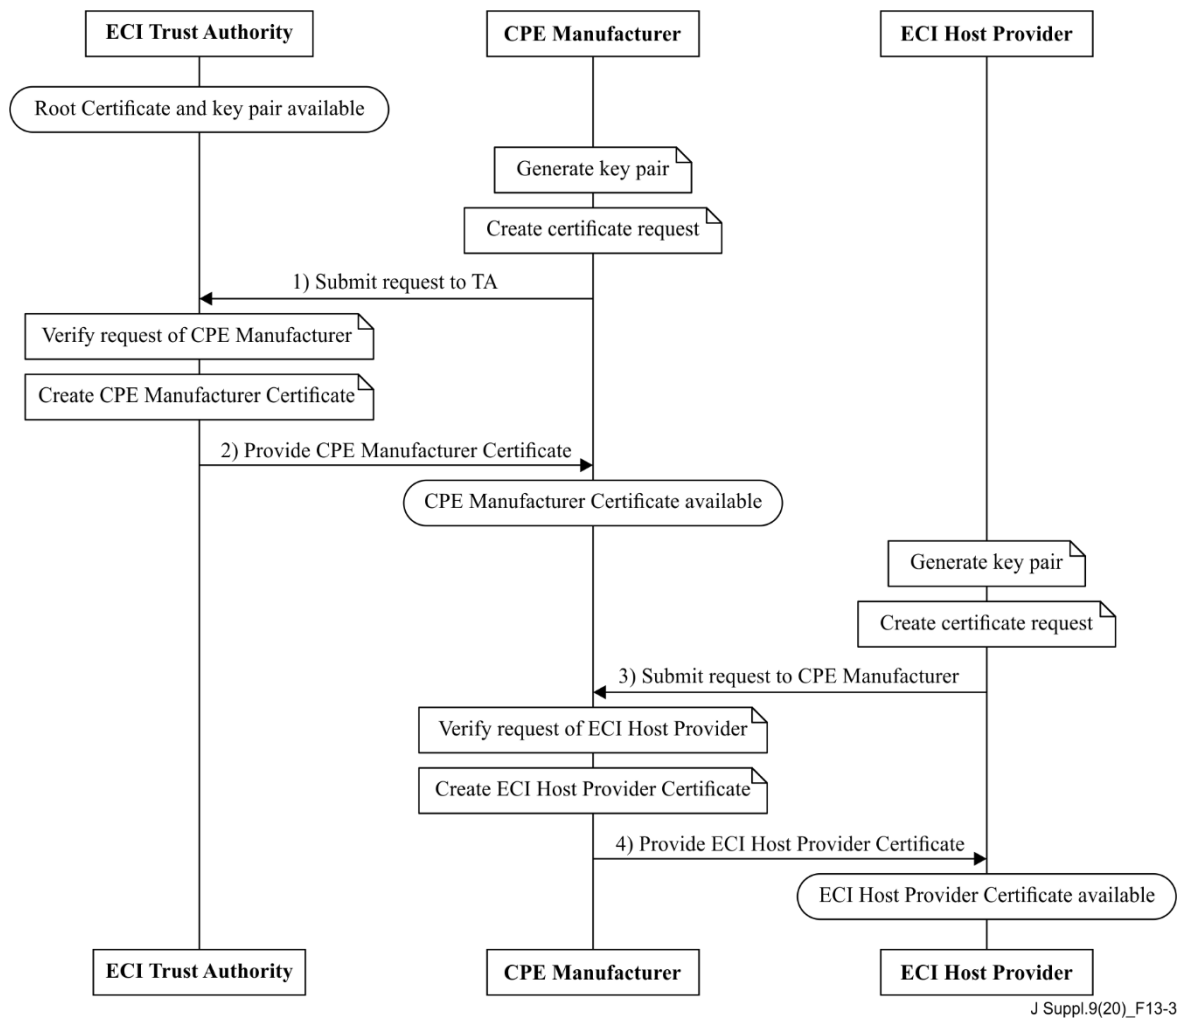 ECI Trust Authority
CPE Manufacturer
ECI Host Provider
Root Certificate and key pair available
Generate key pair
Create certificate request
1) Submit request to TA
Verify request of CPE Manufacturer
Create CPE Manufacturer Certificate
2) Provide CPE Manufacturer Certificate
CPE Manufacturer Certificate available
Generate key pair
Create certificate request
3) Submit request to CPE Manufacturer
Verify request of ECI Host Provider
Create ECI Host Provider Certificate
4) Provide ECI Host Provider Certificate
ECI Host Provider Certificate available
ECI Trust Authority
CPE Manufacturer
ECI Host Provider
J Suppl.9(20)_F13-3